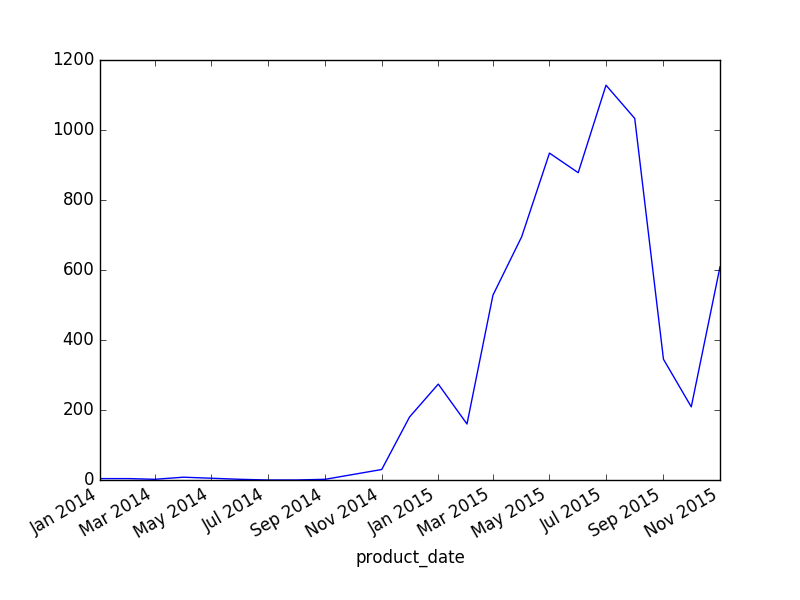 1200
1000
800
600
400
200
0
Jan 2014
Mar 2014
May 2014
Jul 2014
Sep 2014
Nov 2014
Jan 2015
Mar 2015
May 2015
Jul 2015
Sep 2015
Nov 2015
product_date